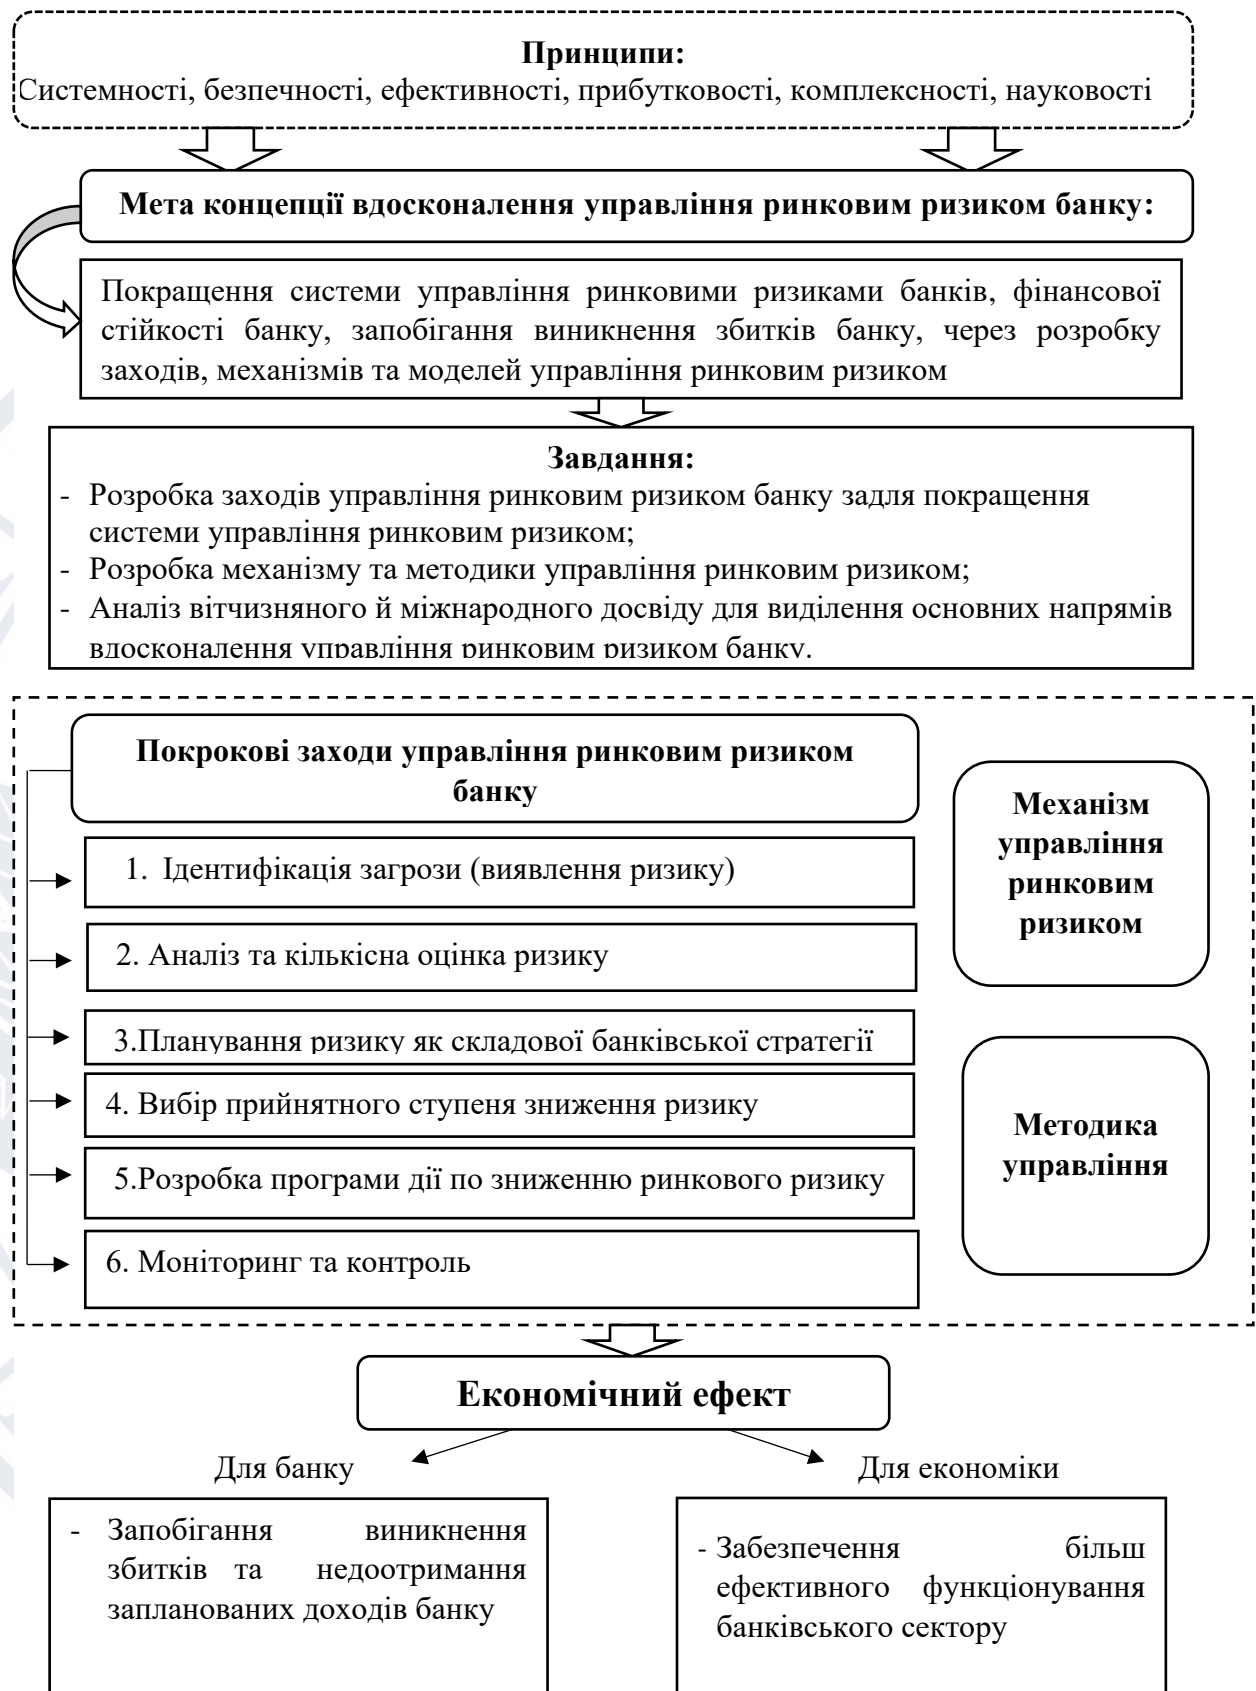 Принципи:
Системності, безпечності, ефективності, прибутковості, комплексності, науковості
Мета концепції вдосконалення управління ринковим ризиком банку:
Покращення системи управління ринковими ризиками банків, фінансової
стійкості банку, запобігання виникнення збитків банку, через розробку
заходів, механізмів та моделей управління ринковим ризиком
Завдання:
- Розробка заходів управління ринковим ризиком банку задля покращення
системи управління ринковим ризиком;
- Розробка механізму та методики управління ринковим ризиком;
- Аналіз вітчизняного й міжнародного досвіду для виділення основних напрямів
вдосконалення управління ринковим ризиком банку.
Покрокові заходи управління ринковим ризиком
банку
1. Ідентифікація загрози (виявлення ризику)
2. Аналіз та кількісна оцінка ризику
3.Планування ризику як складової банківської стратегії
4. Вибір прийнятного ступеня зниження ризику
5.Розробка програми дії по зниженню ринкового ризику
6. Моніторинг та контроль
Механізм
управління
ринковим
ризиком
Методика
управління
Економічний ефект
Для банку
- Запобігання виникнення
збитків та недоотримання
запланованих доходів банку
Для економіки
- Забезпечення більш
ефективного функціонування
банківського сектору